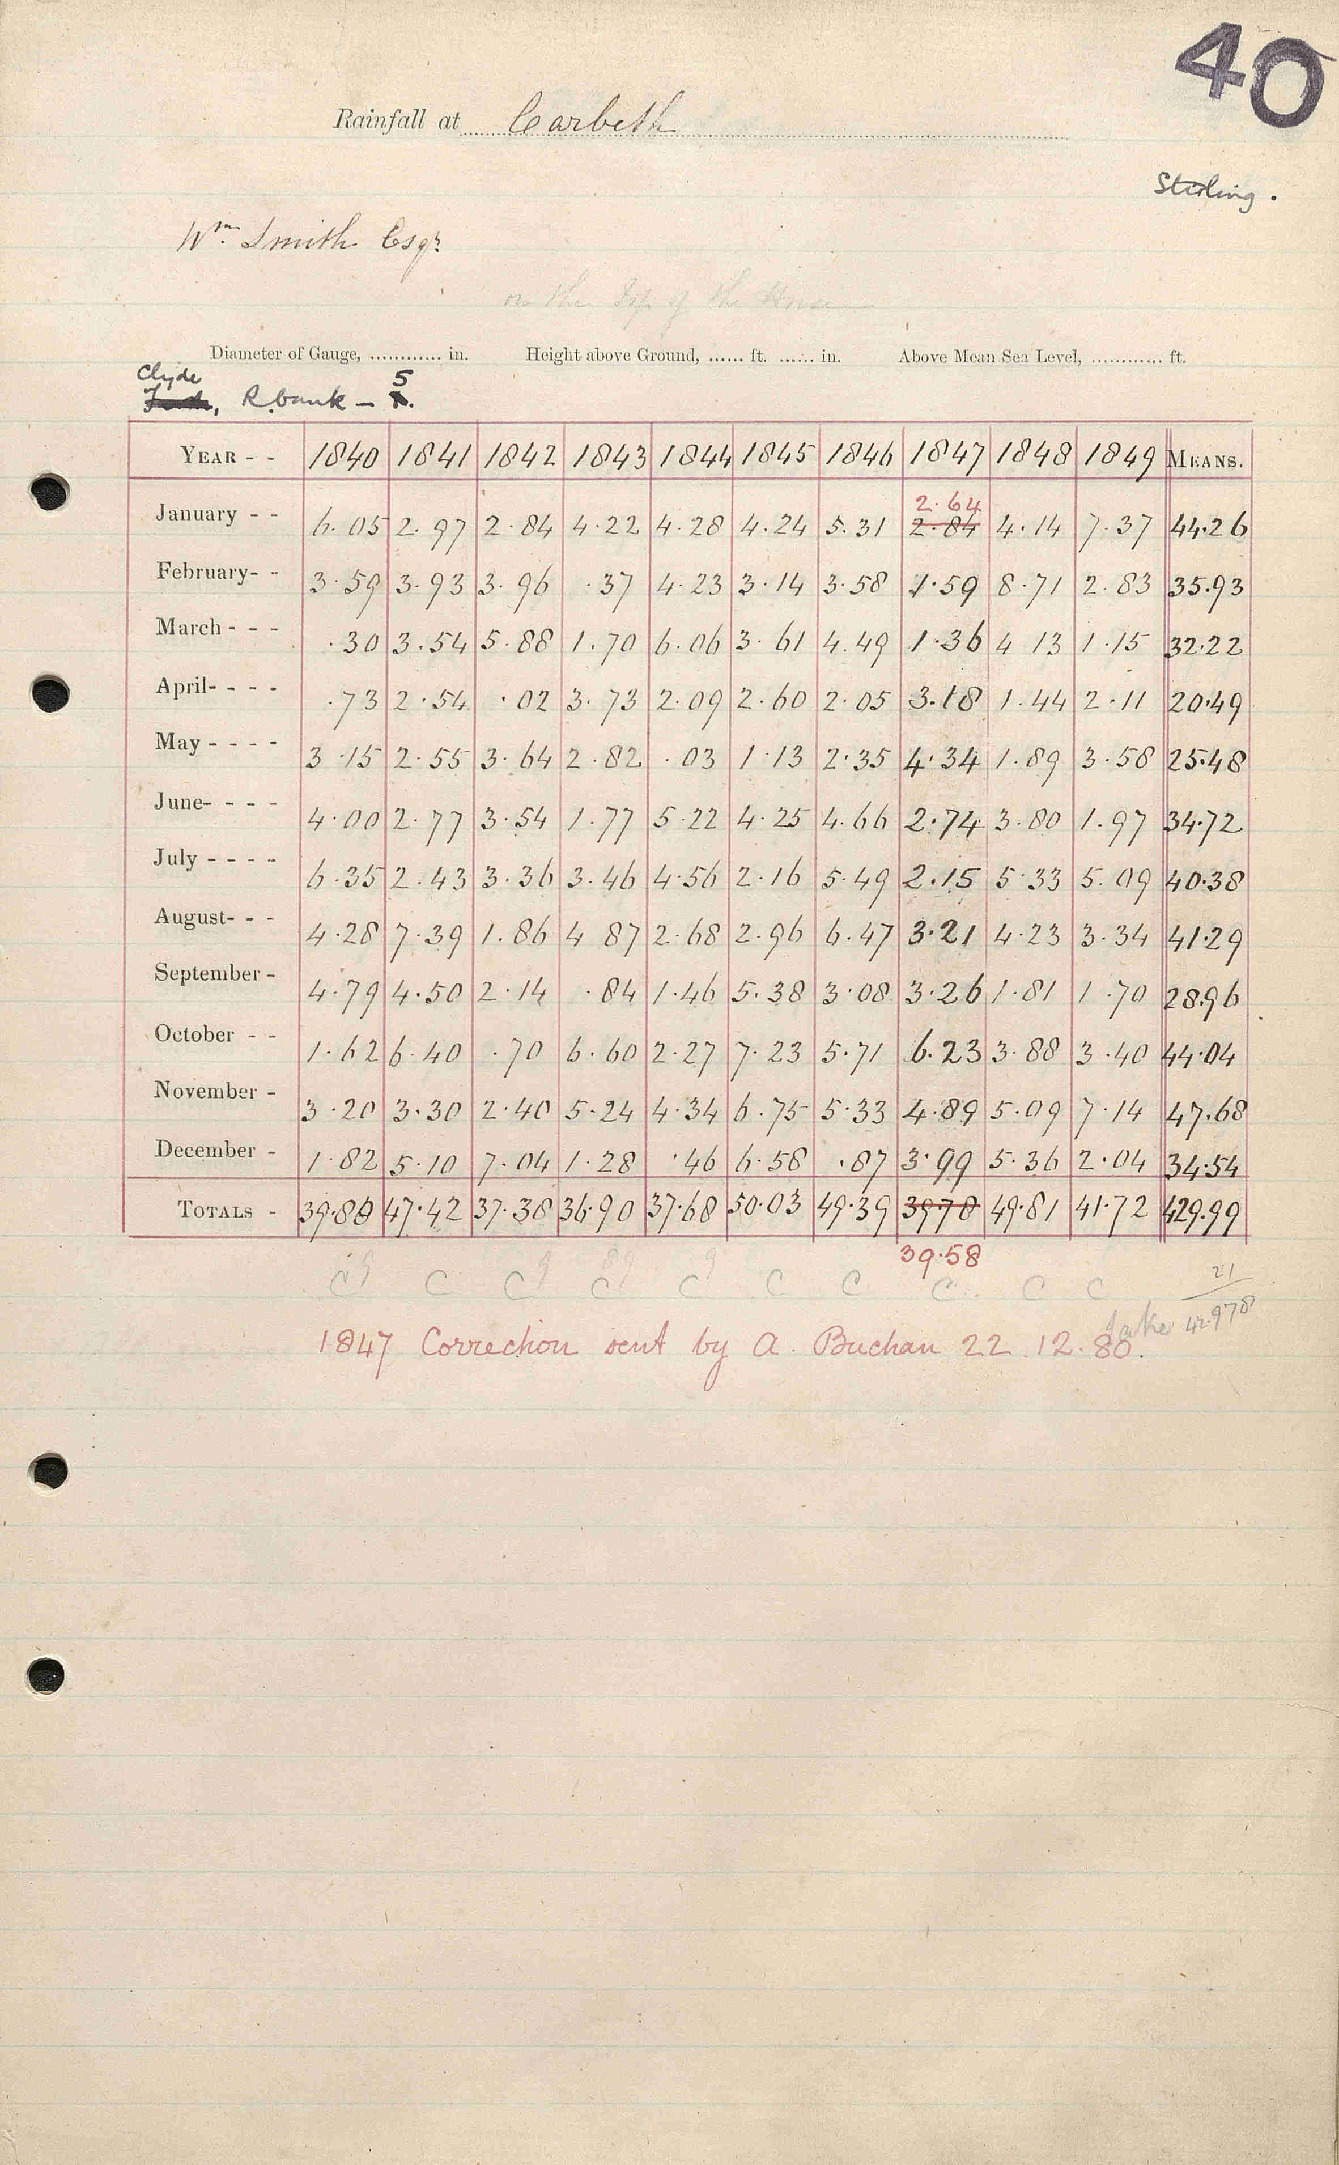 40
Rainfall at Carbeth
Stirling.
Wm. Smith Esqr
on the top of the House
Diameter of Gauge, ............ in. Height above Ground, ...... ft. ...... in. Above Mean Sea Level, ............ ft.
Clyde
R bank - 5
YEAR - - 1840 1841 1842 1843 1844 1845 1846 1847 1848 1849 MEANS.
2.64
January - - 6.05 2.97 2.84 4.22 4.28 4.24 5.31 2.84 4.14 7.37 44.26
February- - 3.59 3.93 3.96 .37 4.23 3.14 3.58 1.59 8.71 2.83 35.93
March - - - .30 3.54 5.88 1.70 6.06 3.61 4.49 1.36 4 13 1.15 32.22
April- - - - .73 2.54 .02 3.73 2.09 2.60 2.05 3.18 1.44 2.11 20.49
May - - - - 3.15 2.55 3.64 2.82 .03 1.13 2.35 4.34 1.89 3.58 25.48
June- - - - 4.00 2.77 3.54 1.77 5.22 4.25 4.66 2.74 3.80 1.97 34.72
July - - - - 6.35 2.43 3.36 3.46 4.56 2.16 5.49 2.15 5.33 5.09 40.38
August- - - 4.28 7.39 1.86 4 87 2.68 2.96 6.47 3.21 4.23 3.34 41.29
September - 4.79 4.50 2.14 .84 1.46 5.38 3.08 3.26 1.81 1.70 28.96
October - - 1.62 6.40 .70 6.60 2.27 7.23 5.71 6.23 3.88 3.40 44.04
November - 3.20 3.30 2.40 5.24 4.34 6.75 5.33 4.89 5.09 7.14 47.68
December - 1.82 5.10 7.04 1.28 .46 6.58 .87 3.99 5.36 2.04 34.54
TOTALS - 39.88 47.42 37.38 36.90 37.68 50.03 49.39 39.78 49.81 41.72 429.99
39.58
C C C C C C C C C C
21
42.978
1847 Correction sent by A. Buchan 22.12.80.